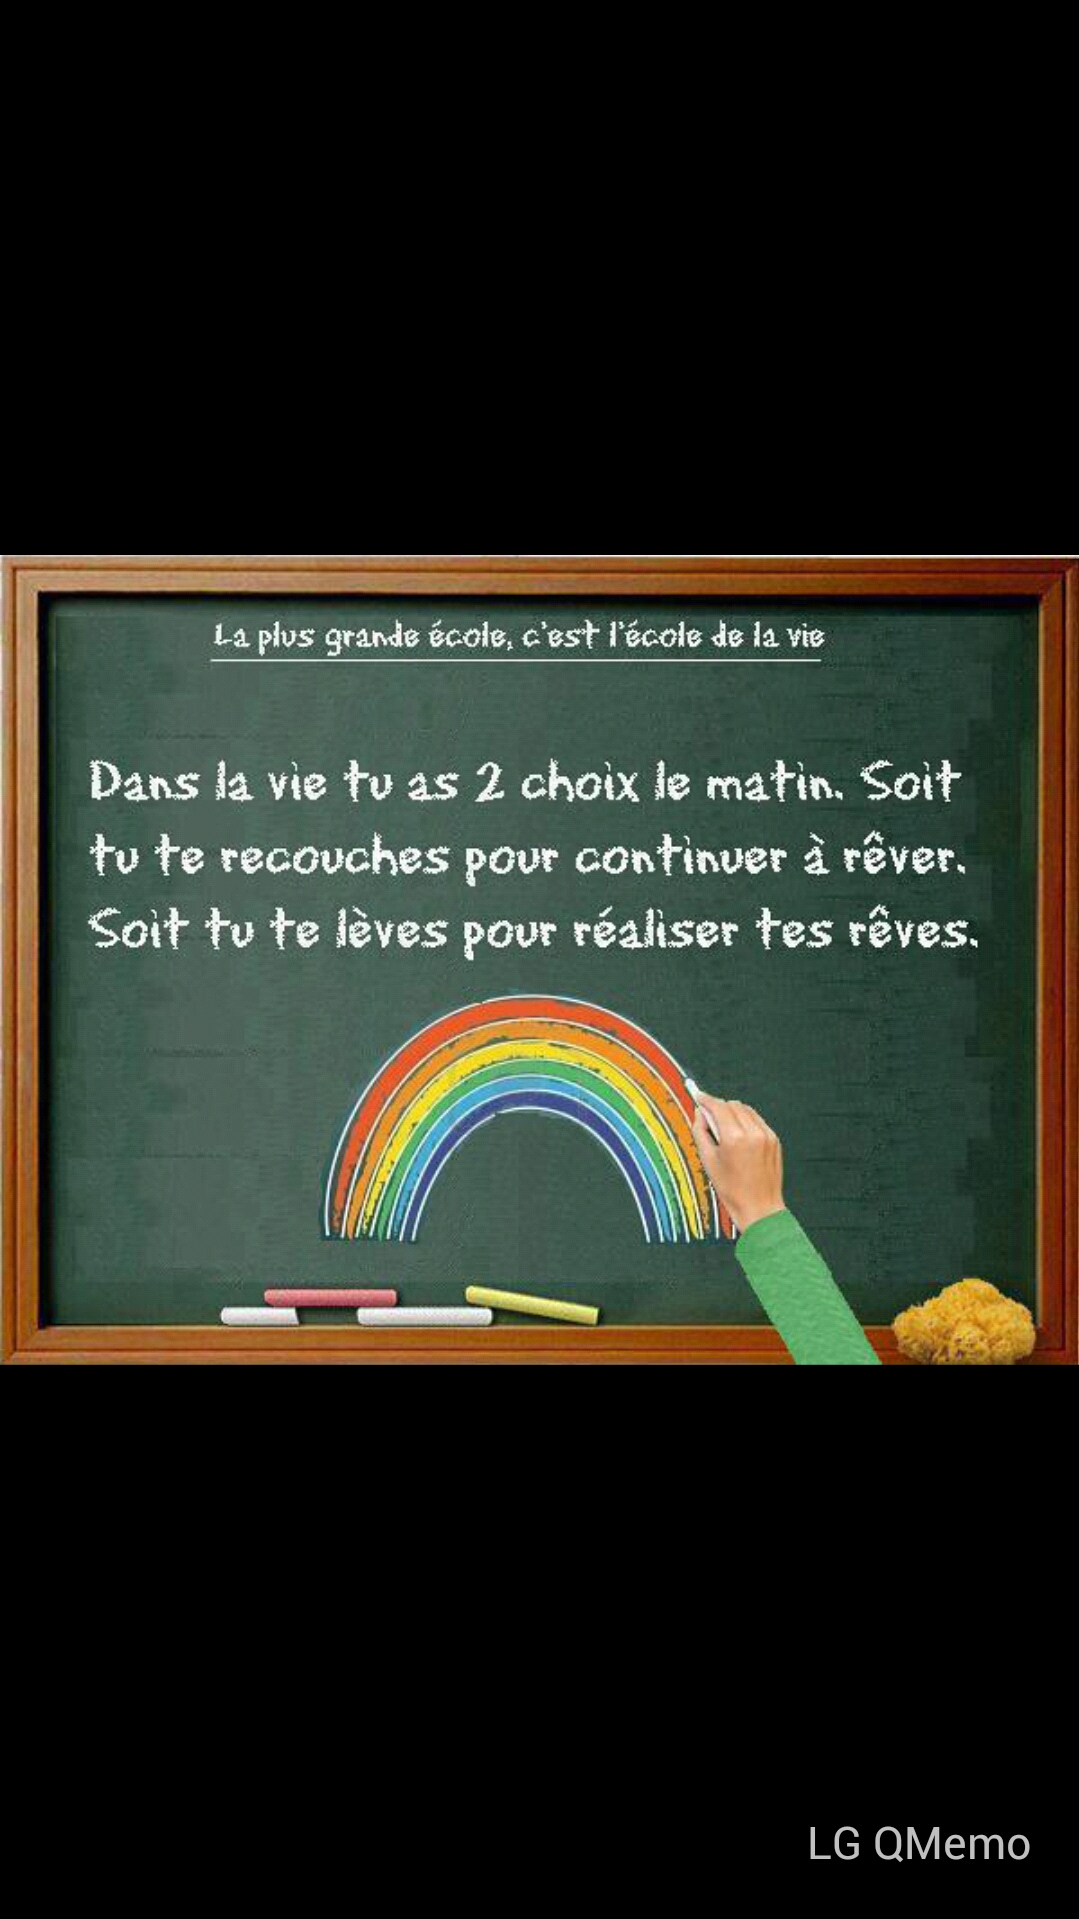 La plus grande école, c'est l'école de la vie
Dans la vie tu as 2 choix le matin. Soit
tu te recouches pour continuer à rêver.
Soit tu te lèves pour réaliser tes rêves.
LG QMemo